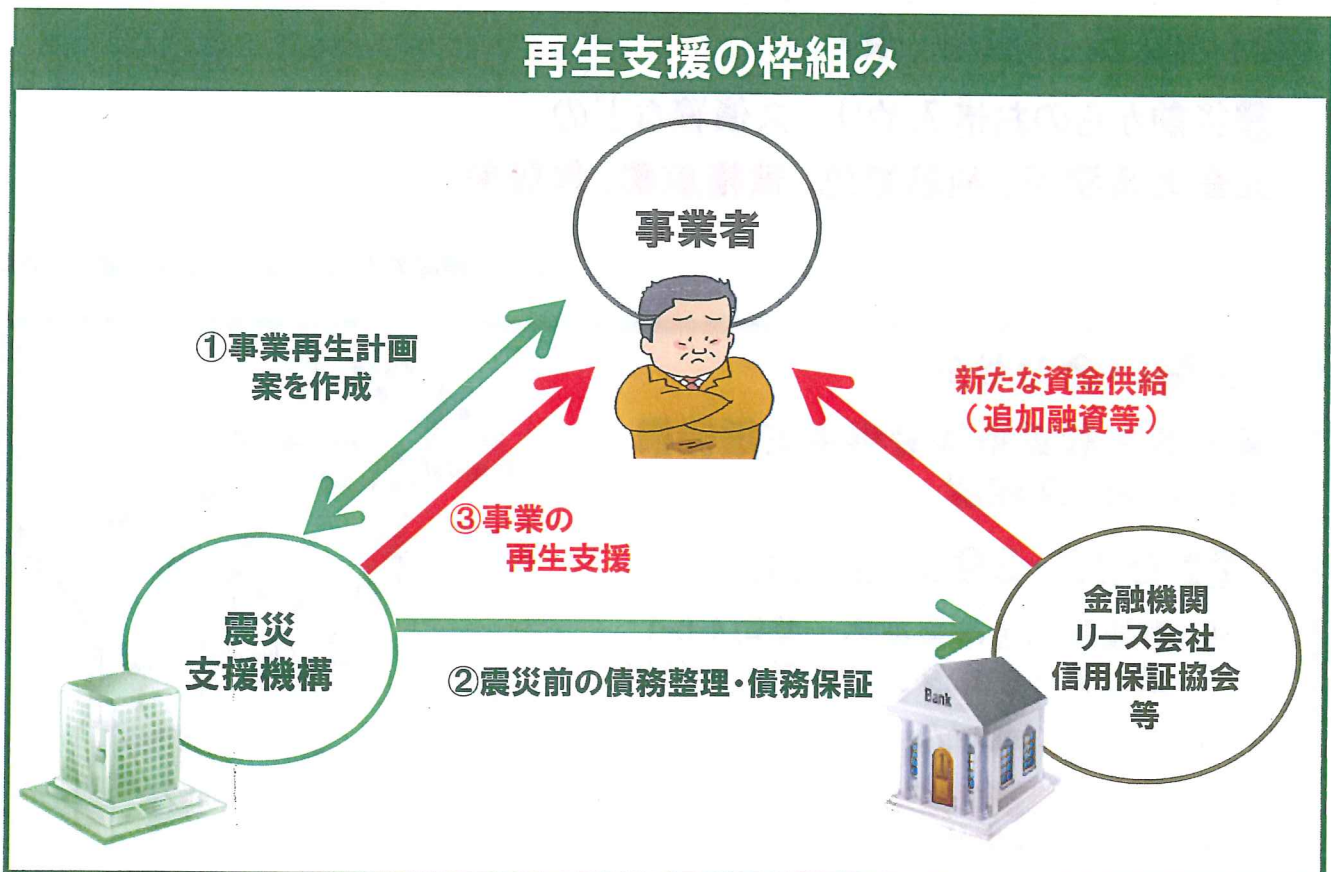 再生支援の枠組み
事業者
①事業再生計画
案を作成
新たな資金供給
（追加融資等）
③事業の
再生支援
震災
支援機構
②震災前の債務整理・債務保証
金融機関
リース会社
信用保証協会
等
Bank